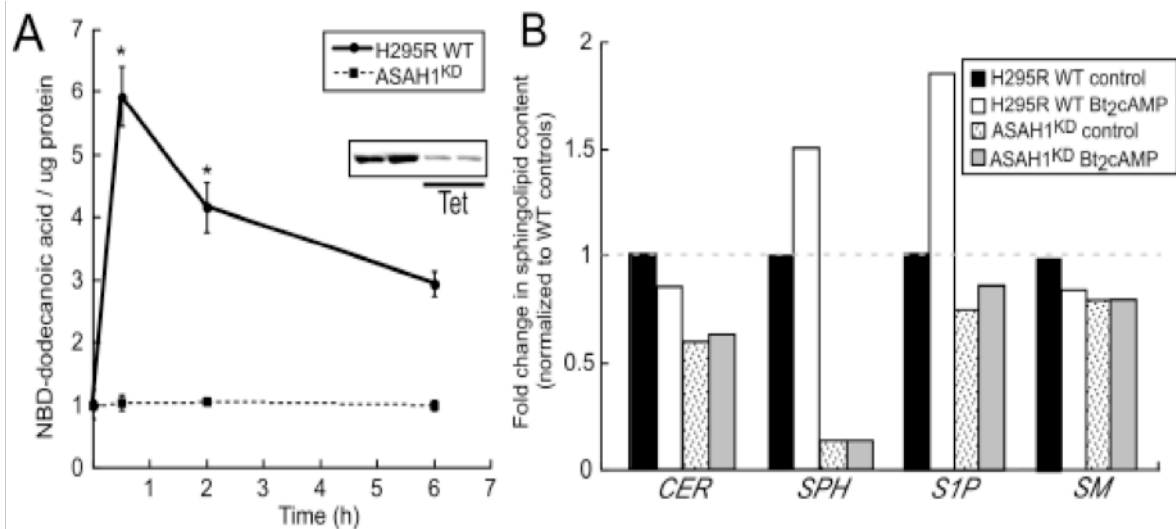 A
NBD-dodecanoic acid / ug protein
7
6
5
4
3
2
1
0
*
*
H295R WT
ASAH1KD
Tet
1 2 3 4 5 6 7
Time (h)
B
Fold change in sphingolipid content
(normalized to WT controls)
2
1.5
1
0.5
0
H295R WT control
H295R WT Bt2cAMP
ASAH1KD control
ASAH1KD Bt2cAMP
CER SPH S1P SM